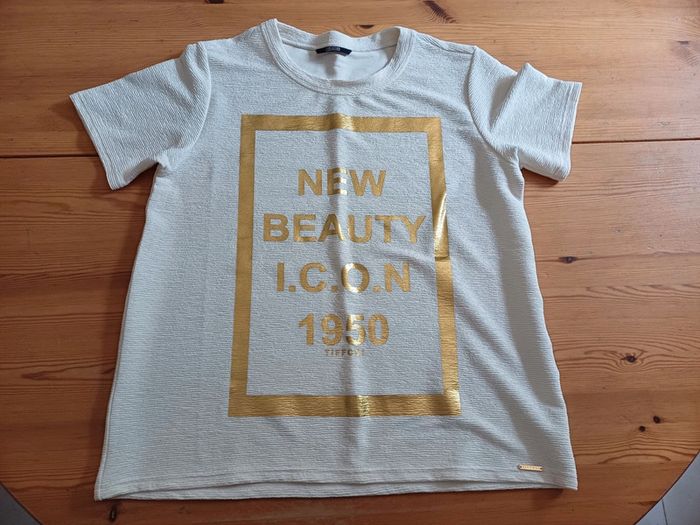 NEW
BEAUTY
I.C.O.N
1950
TIFFOSI